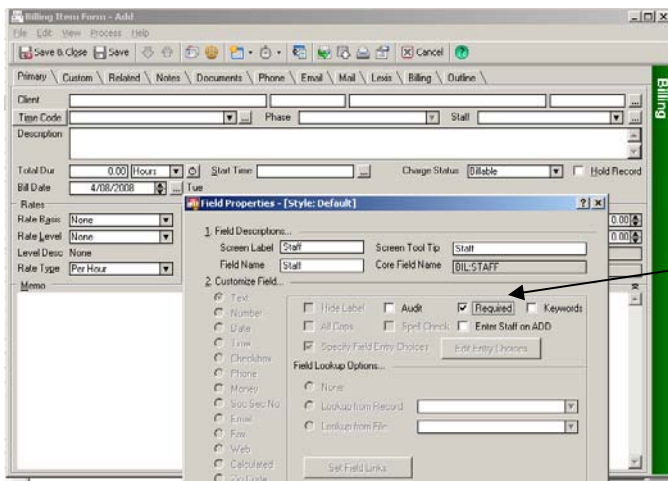 Billing Item Form - Add
File Edit View Process Help
Save & Close Save Cancel
Primary Custom Related Notes Documents Phone Email Mail Lexis Billing Outline
Client
Time Code Phase Staff
Description
Total Dur 0.00 Hours Start Time Charge Status Billable Hold Record
Bill Date 4/08/2008 Tue
Rates
Rate Basis None 0.00
Rate Level None 0.00
Level Desc None
Rate Type Per Hour
Memo
Billing
Field Properties - [Style: Default]
1. Field Descriptions...
Screen Label Staff Screen Tool Tip Staff
Field Name Staff Core Field Name BIL:STAFF
2. Customize Field...
Text
Number
Date
Time
Checkbox
Phone
Money
Soc Sec No
Email
Fax
Web
Calculated
Zip Code
Hide Label Audit Required Keywords
All Caps Spell Check Enter Staff on ADD
Specify Field Entry Choices Edit Entry Choices
Field Lookup Options...
None
Lookup from Record
Lookup from File
Set Field Links